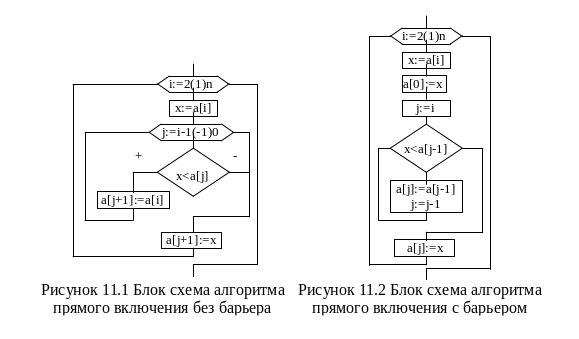 i:=2(1)n
x:=a[i]
j:=i-1(-1)0
+
-
x<a[j]
a[j+1]:=a[i]
a[j+1]:=x
Рисунок 11.1 Блок схема алгоритма
прямого включения без барьера
i:=2(1)n
x:=a[i]
a[0]:=x
j:=i
x<a[j-1]
a[j]:=a[j-1]
j:=j-1
a[j]:=x
Рисунок 11.2 Блок схема алгоритма
прямого включения с барьером